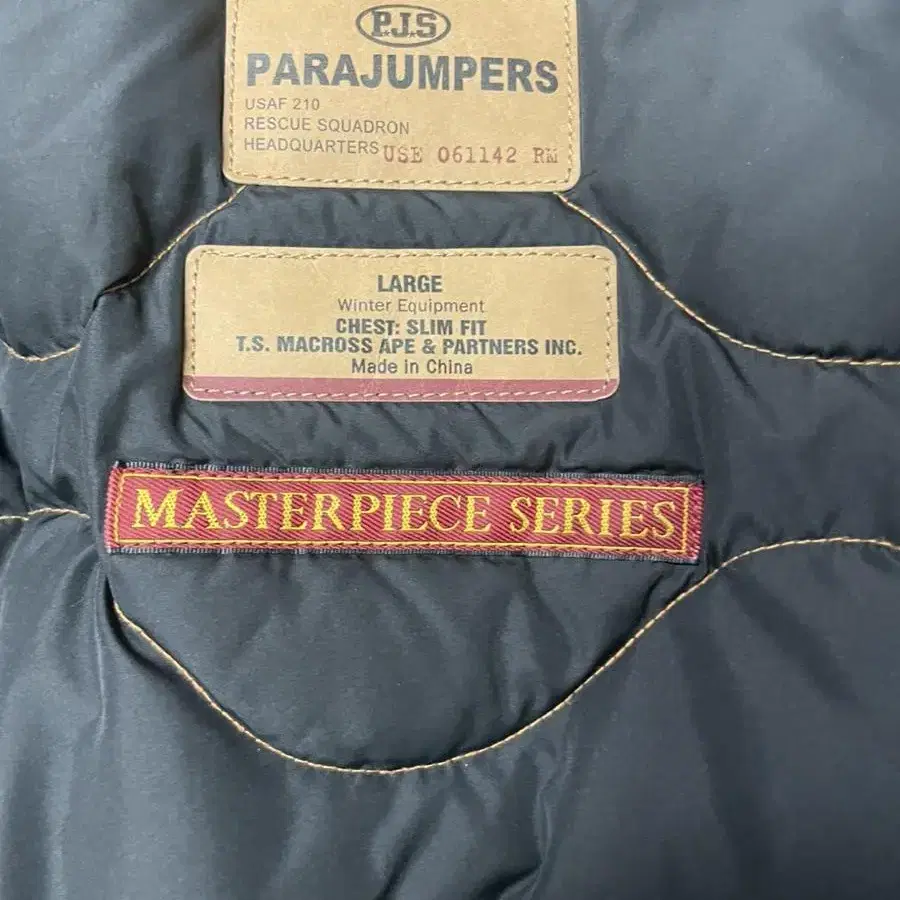 P.J.S
PARAJUMPERS
USAF 210
RESCUE SQUADRON
HEADQUARTERS USE 061142 RM
LARGE
Winter Equipment
CHEST: SLIM FIT
T.S. MACROSS APE & PARTNERS INC.
Made in China
MASTERPIECE SERIES